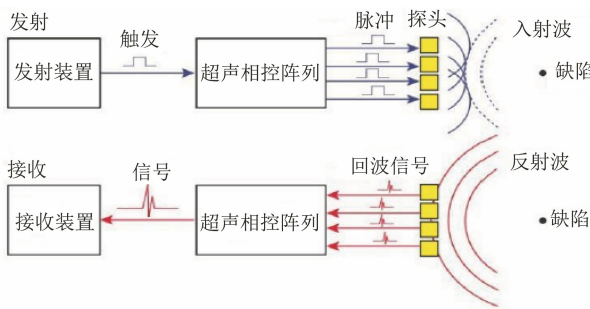 发射
触发
脉冲
探头
入射波
发射装置
超声相控阵列
缺陷
接收
信号
回波信号
反射波
接收装置
超声相控阵列
缺陷